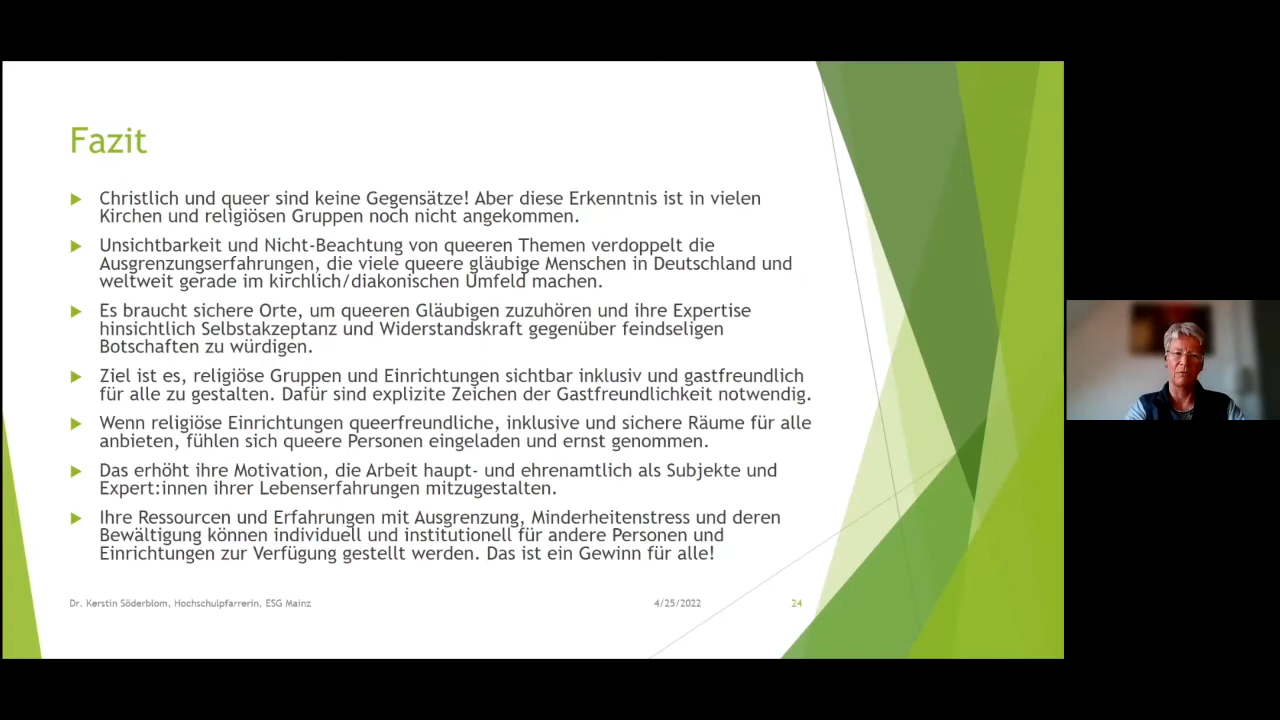 Fazit
Christlich und queer sind keine Gegensätze! Aber diese Erkenntnis ist in vielen
Kirchen und religiösen Gruppen noch nicht angekommen.
Unsichtbarkeit und Nicht-Beachtung von queeren Themen verdoppelt die
Ausgrenzungserfahrungen, die viele queere gläubige Menschen in Deutschland und
weltweit gerade im kirchlich/diakonischen Umfeld machen.
Es braucht sichere Orte, um queeren Gläubigen zuzuhören und ihre Expertise
hinsichtlich Selbstakzeptanz und Widerstandskraft gegenüber feindseligen
Botschaften zu würdigen.
Ziel ist es, religiöse Gruppen und Einrichtungen sichtbar inklusiv und gastfreundlich
für alle zu gestalten. Dafür sind explizite Zeichen der Gastfreundlichkeit notwendig.
Wenn religiöse Einrichtungen queerfreundliche, inklusive und sichere Räume für alle
anbieten, fühlen sich queere Personen eingeladen und ernst genommen.
Das erhöht ihre Motivation, die Arbeit haupt- und ehrenamtlich als Subjekte und
Expert:innen ihrer Lebenserfahrungen mitzugestalten.
Ihre Ressourcen und Erfahrungen mit Ausgrenzung, Minderheitenstress und deren
Bewältigung können individuell und institutionell für andere Personen und
Einrichtungen zur Verfügung gestellt werden. Das ist ein Gewinn für alle!
Dr. Kerstin Söderblom, Hochschulpfarrerin, ESG Mainz 4/25/2022 24